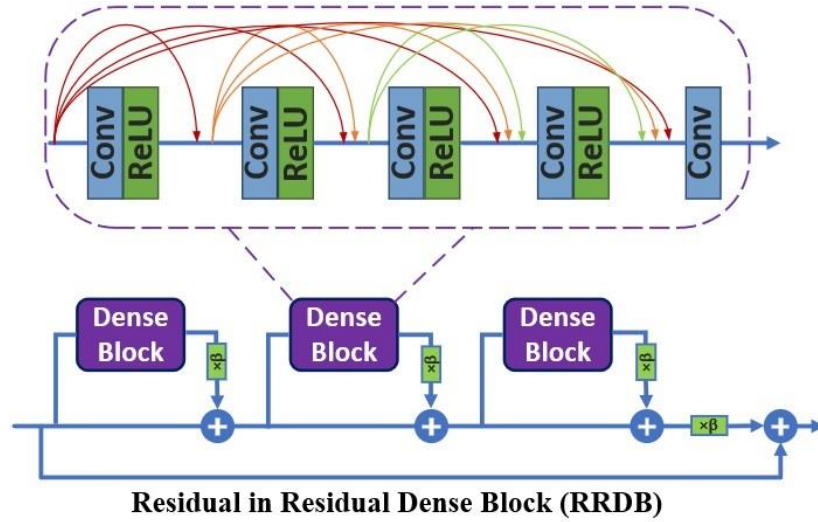 Conv ReLU Conv ReLU Conv ReLU Conv ReLU Conv
Dense Block
×β
Dense Block
×β
Dense Block
×β
+
+
+
×β
+
Residual in Residual Dense Block (RRDB)